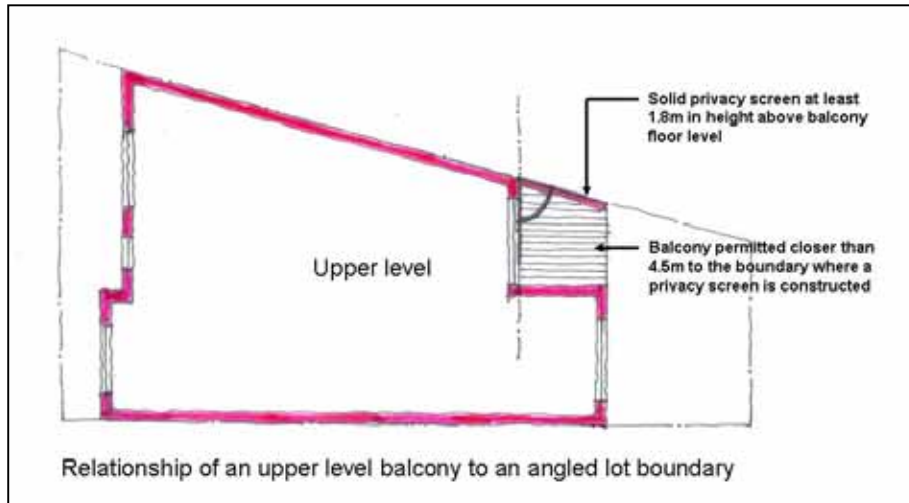 Solid privacy screen at least
1.8m in height above balcony
floor level
Upper level
Balcony permitted closer than
4.5m to the boundary where a
privacy screen is constructed
Relationship of an upper level balcony to an angled lot boundary